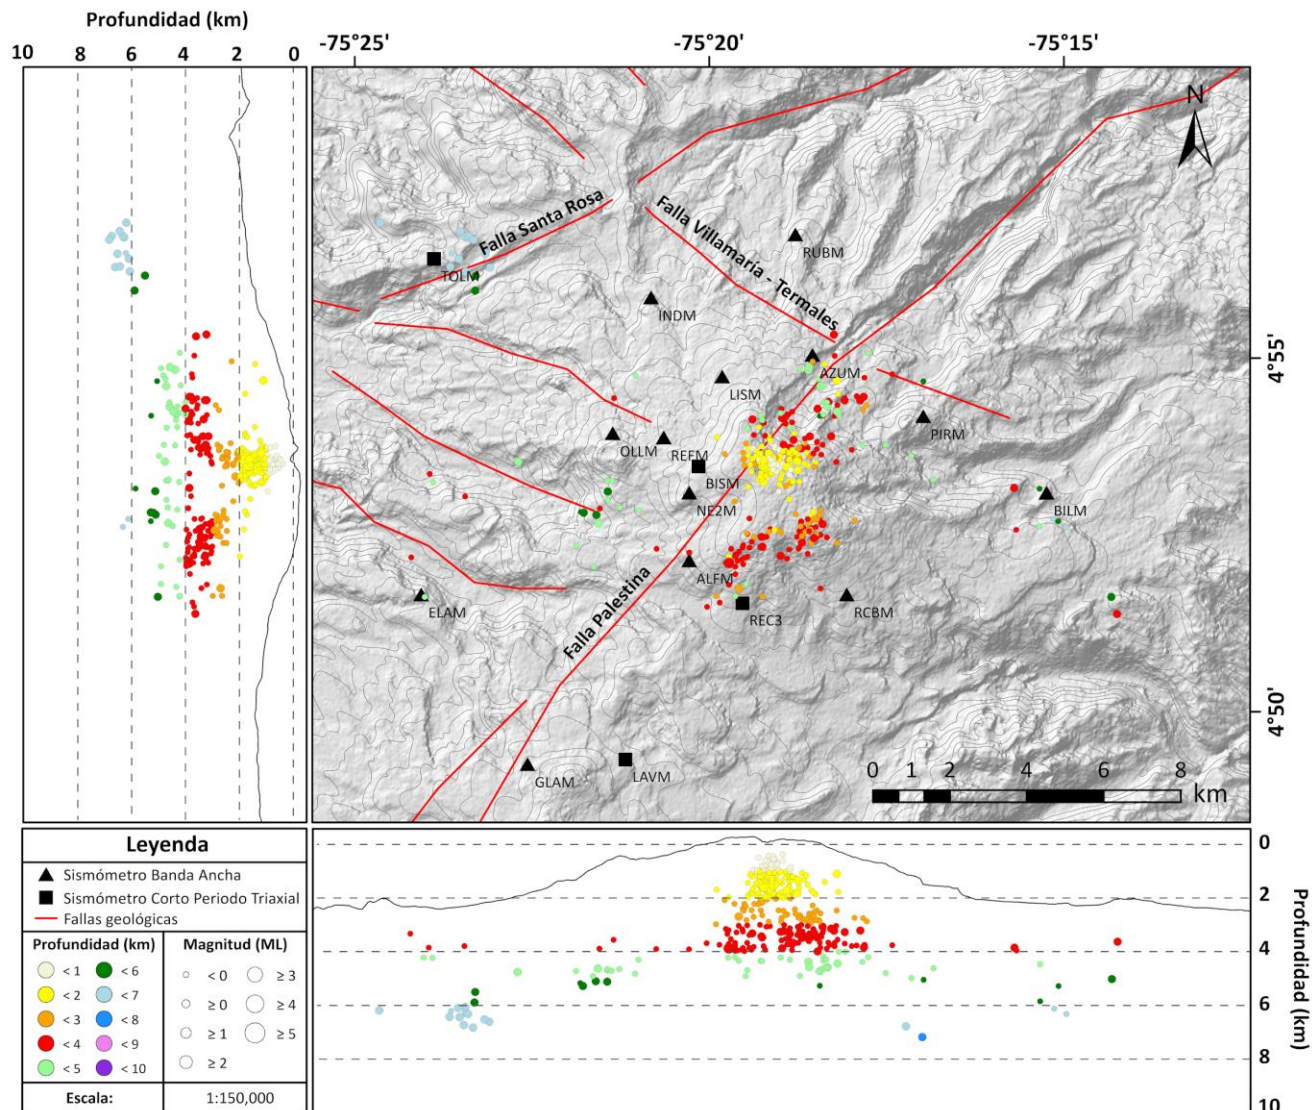 Profundidad (km)
10 8 6 4 2 0
-75°25' -75°20' -75°15'
N
Falla Santa Rosa
Falla Villamaría - Termales
RUBM
TOLM
INDM
4°55'
AZUM
LISM
PIRM
OLLM
REFM
BISM
NE2M
BILM
ALFM
ELAM
REC3
RCBM
Falla Palestina
4°50'
GLAM
LAVM
0 1 2 4 6 8
km
Leyenda
Sismómetro Banda Ancha
Sismómetro Corto Periodo Triaxial
Fallas geológicas
Profundidad (km) Magnitud (ML)
< 1 < 6 < 0 ≥ 3
< 2 < 7 ≥ 0 ≥ 4
< 3 < 8 ≥ 1 ≥ 5
< 4 < 9 ≥ 2
< 5 < 10
Escala: 1:150,000
0
2
4
6
8
10
Profundidad (km)